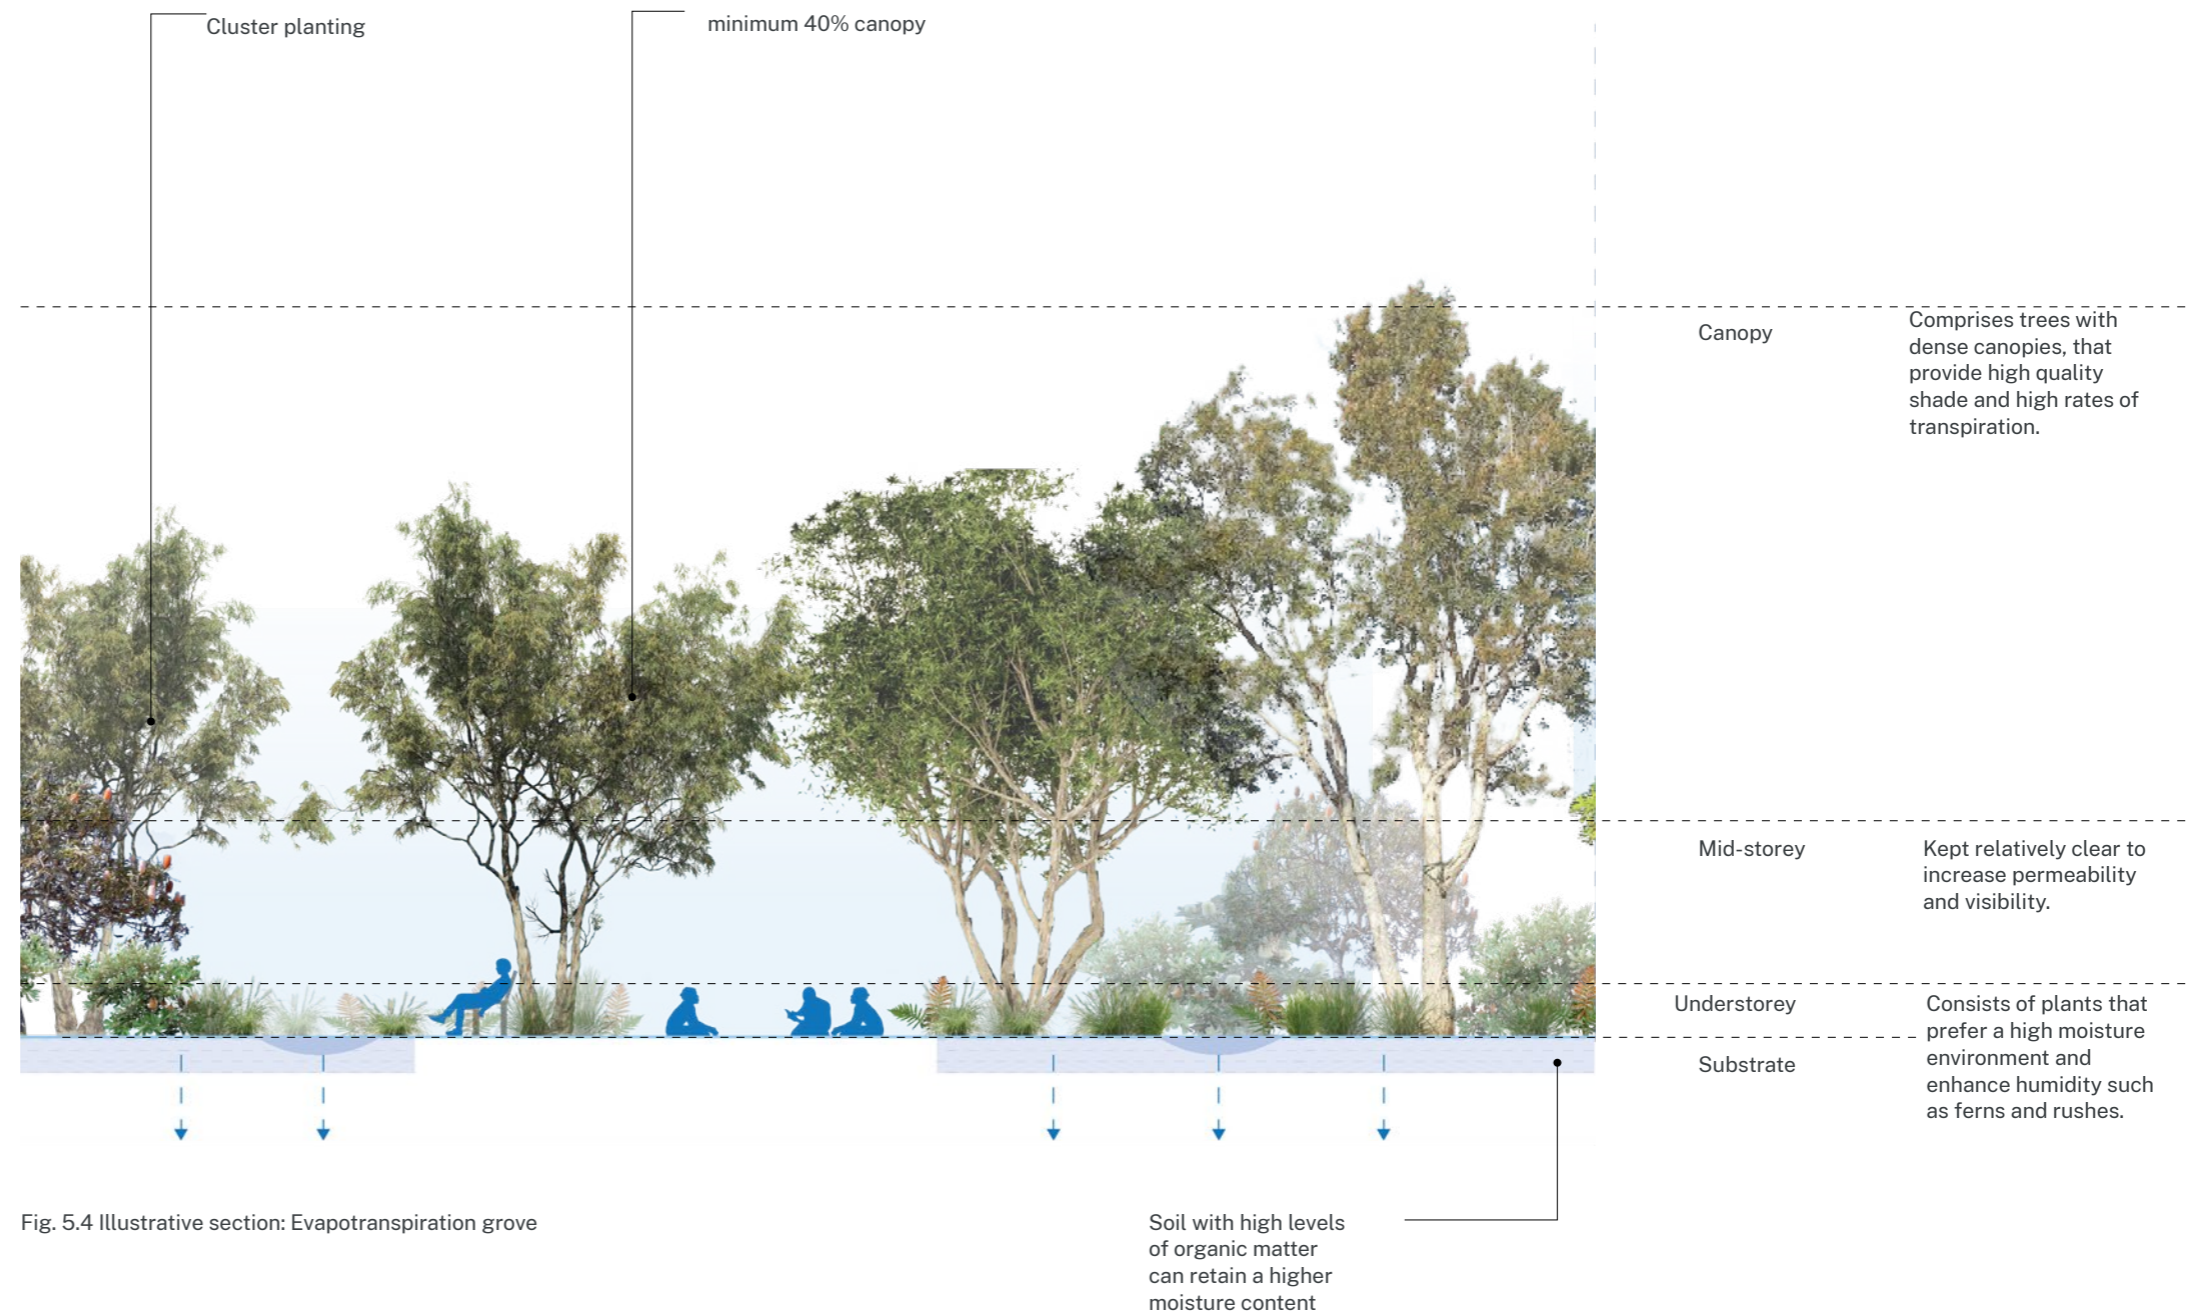 Cluster planting
minimum 40% canopy
Canopy
Comprises trees with
dense canopies, that
provide high quality
shade and high rates of
transpiration.
Mid-storey
Kept relatively clear to
increase permeability
and visibility.
Understorey
Consists of plants that
prefer a high moisture
environment and
enhance humidity such
as ferns and rushes.
Substrate
Fig. 5.4 Illustrative section: Evapotranspiration grove
Soil with high levels
of organic matter
can retain a higher
moisture content